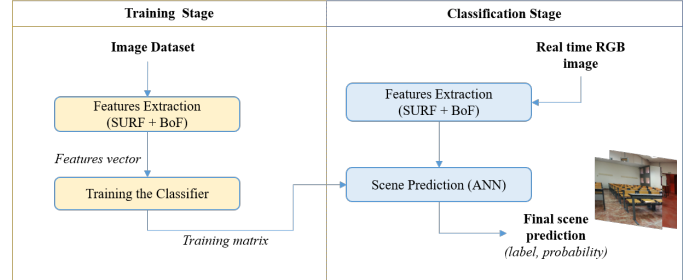 Training Stage
Classification Stage
Image Dataset
Features Extraction
(SURF + BoF)
Features vector
Training the Classifier
Training matrix
Real time RGB
image
Features Extraction
(SURF + BoF)
Scene Prediction (ANN)
Final scene
prediction
(label, probability)